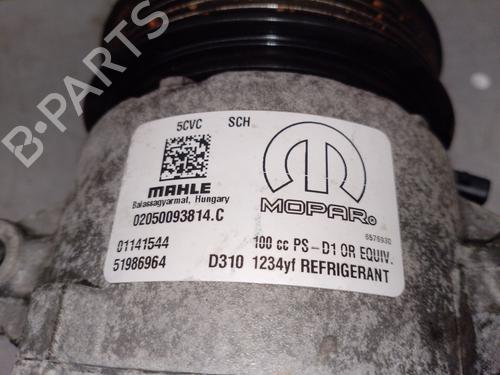 5CVC SCH
MAHLE
Balassagyarmat, Hungary
02050093814.C
MOPAR®
6576930
01141544
100 cc PS-D1 OR EQUIV.
51986964
D310 1234yf REFRIGERANT
B-PARTS